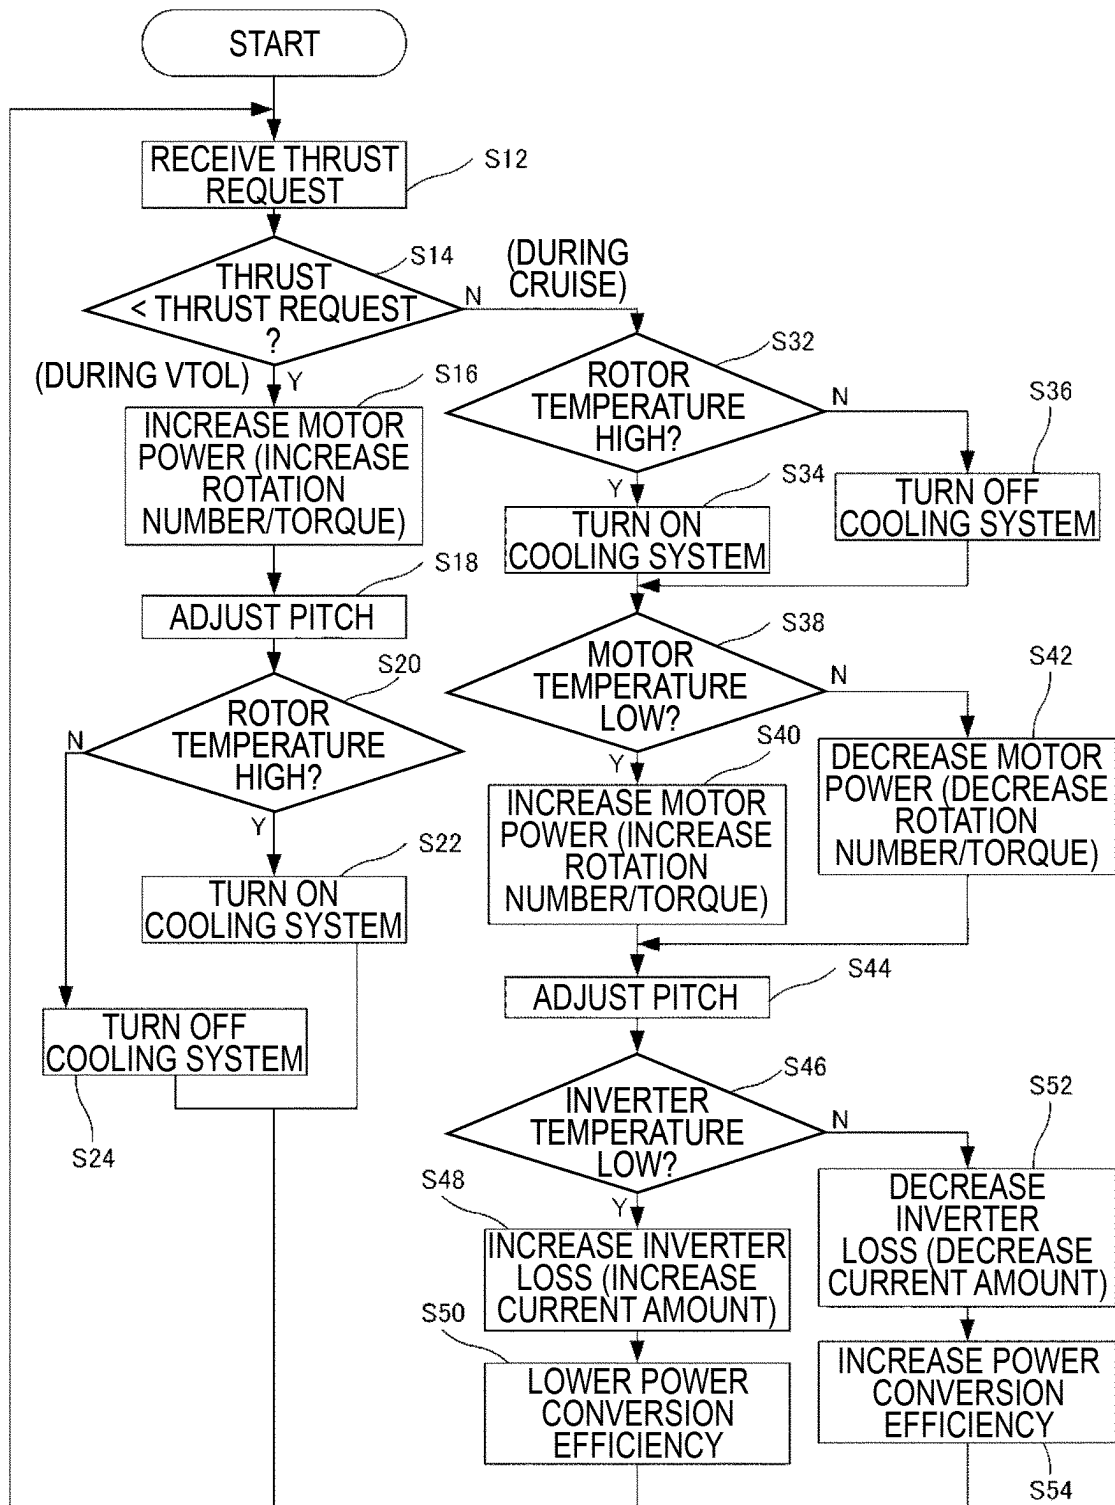 START
RECEIVE THRUST
REQUEST
S12
THRUST
< THRUST REQUEST
?
S14
N
(DURING
CRUISE)
(DURING VTOL)
Y
S16
INCREASE MOTOR
POWER (INCREASE
ROTATION
NUMBER/TORQUE)
S18
ADJUST PITCH
S20
ROTOR
TEMPERATURE
HIGH?
N
Y
S22
TURN ON
COOLING SYSTEM
TURN OFF
COOLING SYSTEM
S24
S32
ROTOR
TEMPERATURE
HIGH?
N
Y
S34
TURN ON
COOLING SYSTEM
S36
TURN OFF
COOLING SYSTEM
S38
MOTOR
TEMPERATURE
LOW?
N
Y
S40
INCREASE MOTOR
POWER (INCREASE
ROTATION
NUMBER/TORQUE)
S42
DECREASE MOTOR
POWER (DECREASE
ROTATION
NUMBER/TORQUE)
S44
ADJUST PITCH
S46
INVERTER
TEMPERATURE
LOW?
N
Y
S48
INCREASE INVERTER
LOSS (INCREASE
CURRENT AMOUNT)
S50
LOWER POWER
CONVERSION
EFFICIENCY
S52
DECREASE
INVERTER
LOSS (DECREASE
CURRENT AMOUNT)
INCREASE POWER
CONVERSION
EFFICIENCY
S54